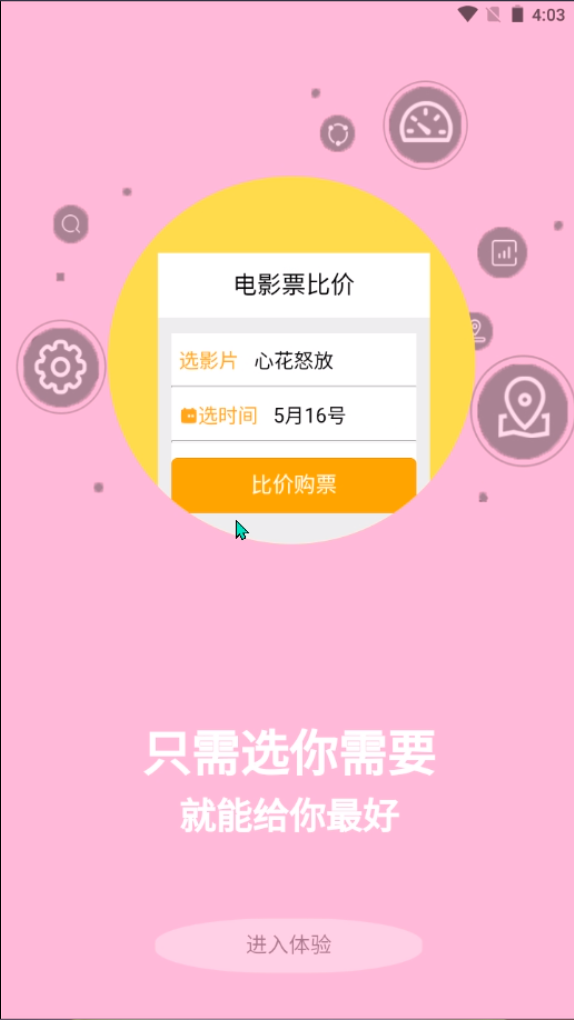 4:03
电影票比价
选影片 心花怒放
选时间 5月16号
比价购票
只需选你需要
就能给你最好
进入体验